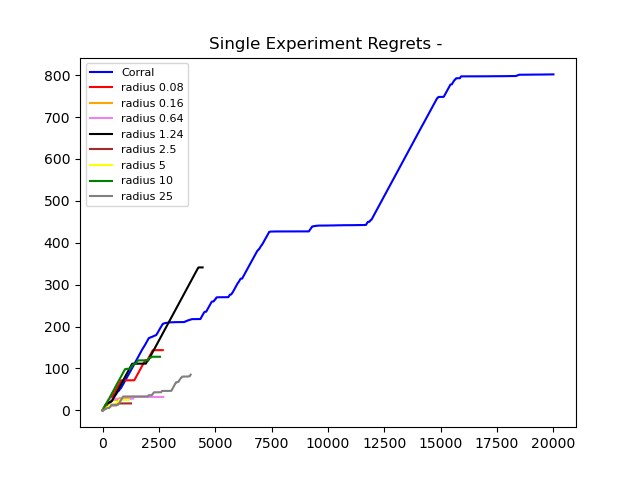 Single Experiment Regrets -
Corral
radius 0.08
radius 0.16
radius 0.64
radius 1.24
radius 2.5
radius 5
radius 10
radius 25
800
700
600
500
400
300
200
100
0
0 2500 5000 7500 10000 12500 15000 17500 20000